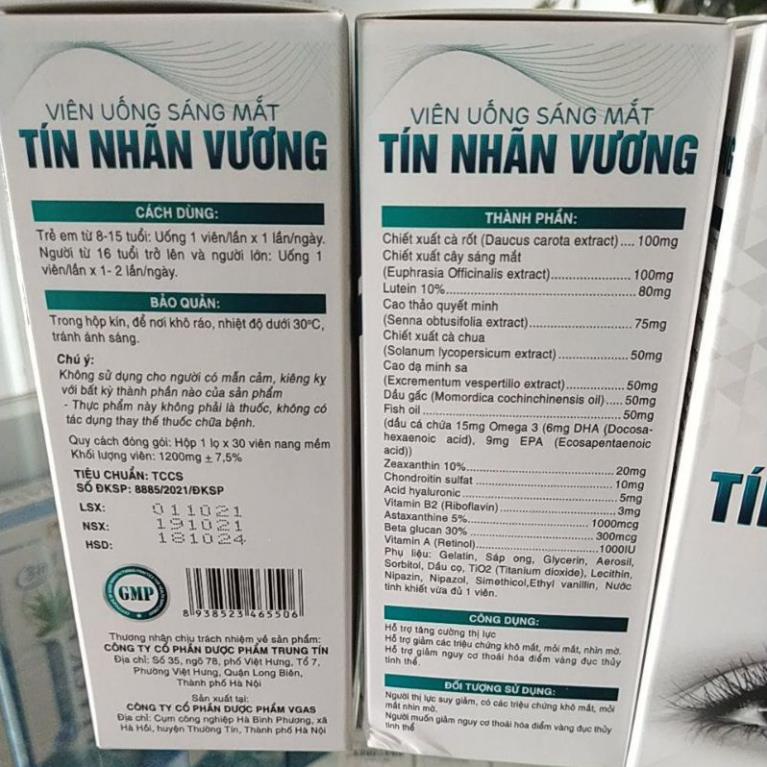 VIÊN UỐNG SÁNG MẮT
TÍN NHÃN VƯƠNG
CÁCH DÙNG:
Trẻ em từ 8-15 tuổi: Uống 1 viên/lần x 1 lần/ngày.
Người từ 16 tuổi trở lên và người lớn: Uống 1
viên/lần x 1- 2 lần/ngày.
BẢO QUẢN:
Trong hộp kín, để nơi khô ráo, nhiệt độ dưới 30ºC,
tránh ánh sáng.
Chú ý:
Không sử dụng cho người có mẫn cảm, kiêng kỵ
với bất kỳ thành phần nào của sản phẩm
- Thực phẩm này không phải là thuốc, không có
tác dụng thay thế thuốc chữa bệnh.
Quy cách đóng gói: Hộp 1 lọ x 30 viên nang mềm
Khối lượng viên: 1200mg ± 7,5%
TIÊU CHUẨN: TCCS
SỐ ĐKSP: 8885/2021/ĐKSP
LSX: 011021
NSX: 191021
HSD: 181024
GMP
8 938523 465506
Thương nhân chịu trách nhiệm về sản phẩm:
CÔNG TY CỔ PHẦN DƯỢC PHẨM TRUNG TÍN
Địa chỉ: Số 35, ngõ 78, phố Việt Hưng, Tổ 7,
Phường Việt Hưng, Quận Long Biên,
Thành phố Hà Nội
Sản xuất tại:
CÔNG TY CỔ PHẦN DƯỢC PHẨM VGAS
Địa chỉ: Cụm công nghiệp Hà Bình Phương, xã
Hà Hồi, huyện Thường Tín, Thành phố Hà Nội
VIÊN UỐNG SÁNG MẮT
TÍN NHÃN VƯƠNG
THÀNH PHẦN:
Chiết xuất cà rốt (Daucus carota extract).... 100mg
Chiết xuất cây sáng mắt
(Euphrasia Officinalis extract)...................... 100mg
Lutein 10%..................................................... 80mg
Cao thảo quyết minh
(Senna obtusifolia extract)............................ 75mg
Chiết xuất cà chua
(Solanum lycopersicum extract).................. 50mg
Cao dạ minh sa
(Excrementum vespertilio extract)............... 50mg
Dầu gấc (Momordica cochinchinensis oil)..... 50mg
Fish oil........................................................ 50mg
(dầu cá chứa 15mg Omega 3 (6mg DHA (Docosa-
hexaenoic acid), 9mg EPA (Ecosapentaenoic
acid))
Zeaxanthin 10%........................................ 20mg
Chondroitin sulfat..................................... 10mg
Acid hyaluronic.......................................... 5mg
Vitamin B2 (Riboflavin).............................. 3mg
Astaxanthine 5%................................. 1000mcg
Beta glucan 30%................................... 300mcg
Vitamin A (Retinol).................................. 1000IU
Phụ liệu: Gelatin, Sáp ong, Glycerin, Aerosil,
Sorbitol, Dầu cọ, TiO2 (Titanium dioxide), Lecithin,
Nipazin, Nipazol, Simethicol,Ethyl vanillin, Nước
tinh khiết vừa đủ 1 viên.
CÔNG DỤNG:
Hỗ trợ tăng cường thị lực
Hỗ trợ giảm các triệu chứng khô mắt, mỏi mắt, nhìn mờ.
Hỗ trợ giảm nguy cơ thoái hóa điểm vàng đục thủy
tinh thể.
ĐỐI TƯỢNG SỬ DỤNG:
Người thị lực suy giảm, có các triệu chứng khô mắt, mỏi
mắt nhìn mờ.
Người muốn giảm nguy cơ thoái hóa điểm vàng đục thủy
tinh thể
TÍ